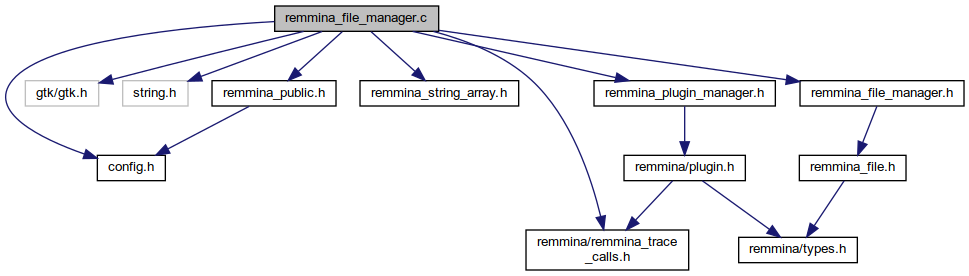 remmina_file_manager.c
gtk/gtk.h
string.h
remmina_public.h
remmina_string_array.h
remmina_plugin_manager.h
remmina_file_manager.h
config.h
remmina/plugin.h
remmina_file.h
remmina/remmina_trace
_calls.h
remmina/types.h